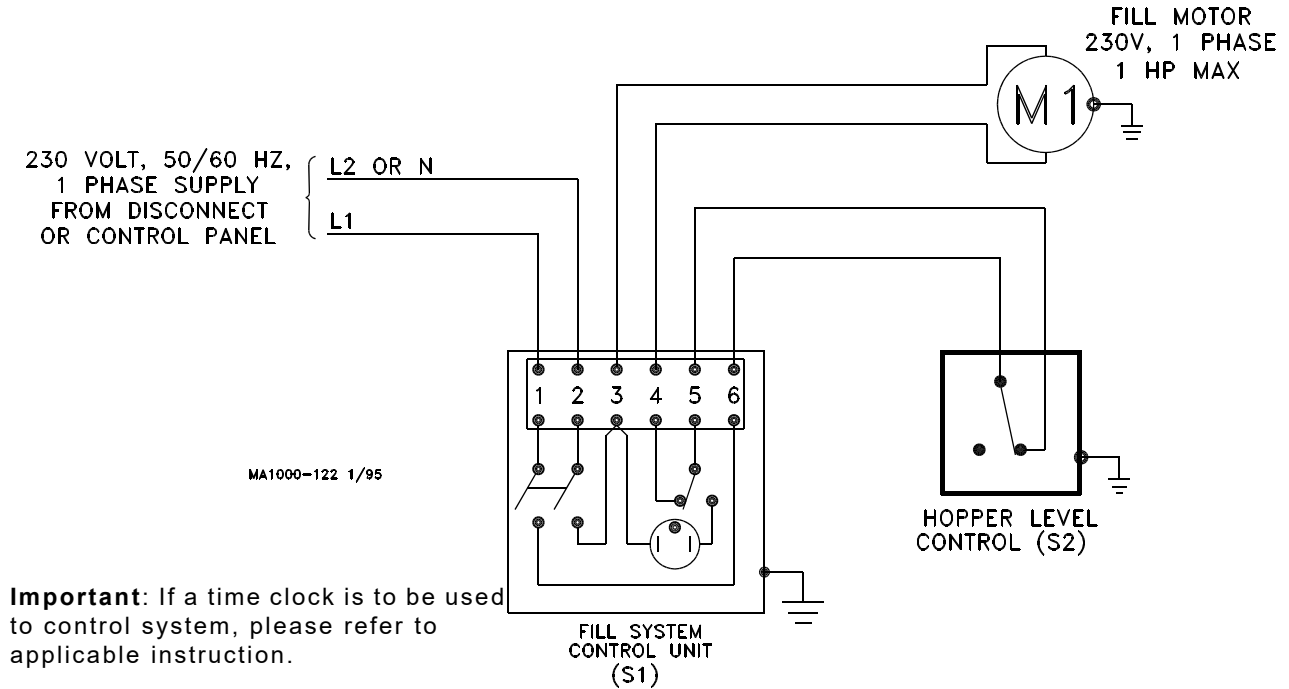 FILL MOTOR
230V, 1 PHASE
1 HP MAX
M1
230 VOLT, 50/60 HZ,
1 PHASE SUPPLY
FROM DISCONNECT
OR CONTROL PANEL
L2 OR N
L1
1 2 3 4 5 6
MA1000-122 1/95
HOPPER LEVEL
CONTROL (S2)
Important: If a time clock is to be used
to control system, please refer to
applicable instruction.
FILL SYSTEM
CONTROL UNIT
(S1)